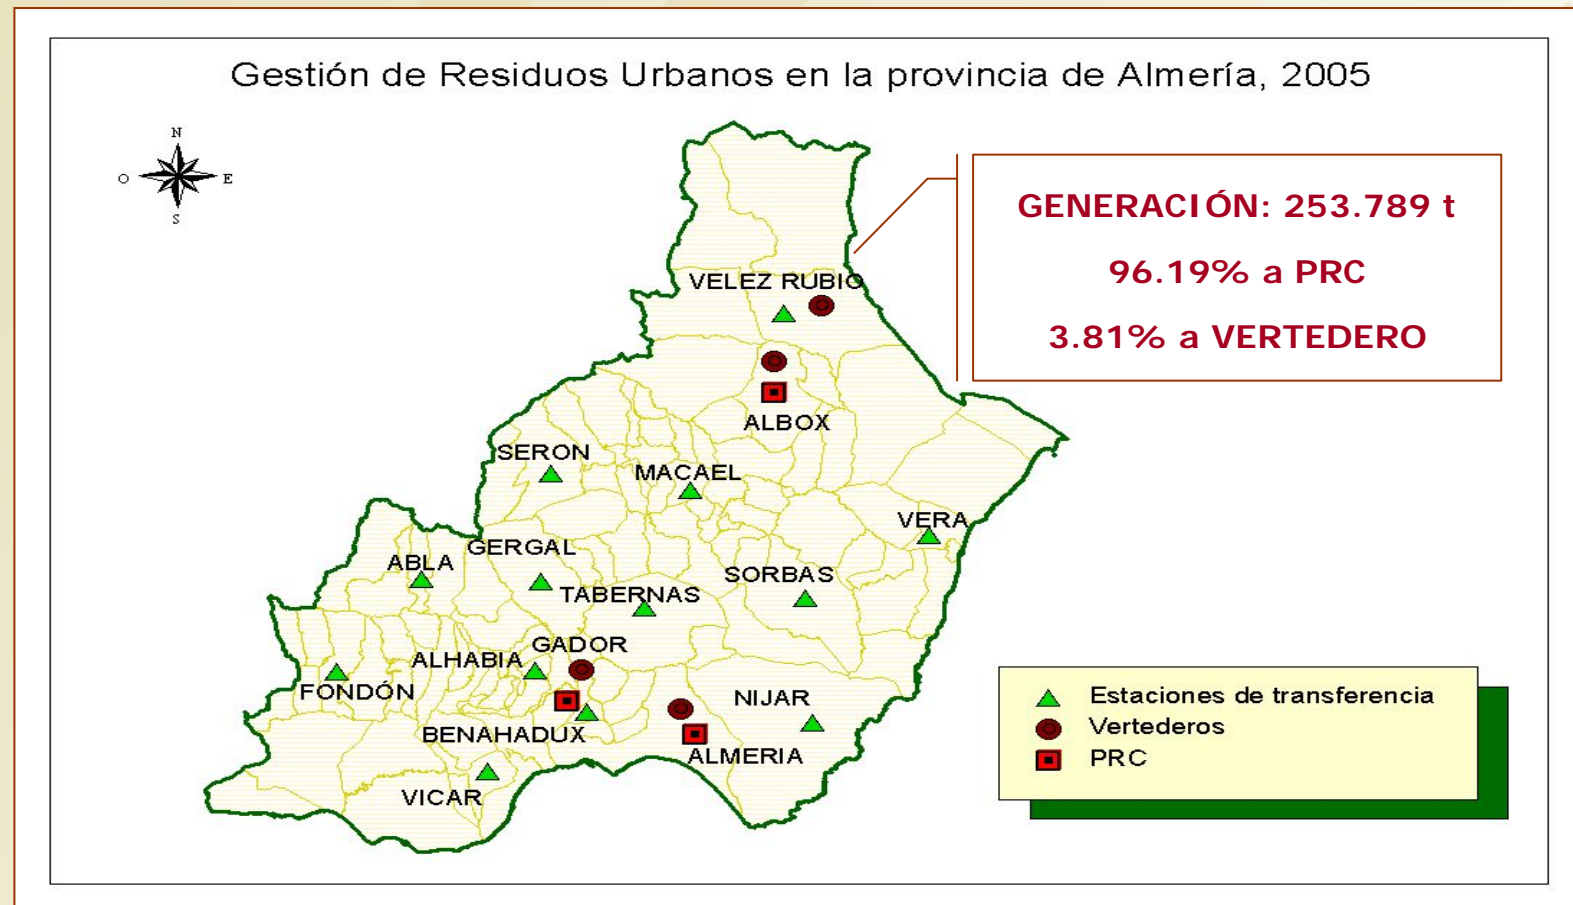 Gestión de Residuos Urbanos en la provincia de Almería, 2005
N
O
E
S
GENERACIÓN: 253.789 t
96.19% a PRC
3.81% a VERTEDERO
VELEZ RUBIO
ALBOX
SERON
MACAEL
VERA
GERGAL
ABLA
SORBAS
TABERNAS
GADOR
ALHABIA
FONDÓN
NIJAR
BENAHADUX
ALMERIA
VICAR
Estaciones de transferencia
Vertederos
PRC